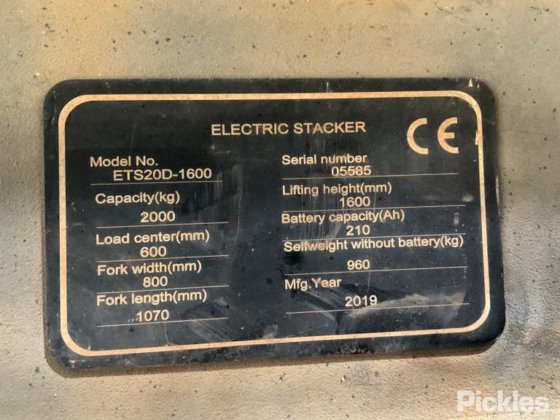 ELECTRIC STACKER
CE
Model No.
ETS20D-1600
Capacity(kg)
2000
Load center(mm)
600
Fork width(mm)
800
Fork length(mm)
1070
Serial number
05585
Lifting height(mm)
1600
Battery capacity(Ah)
210
Selfweight without battery(kg)
960
Mfg.Year
2019
Pickles